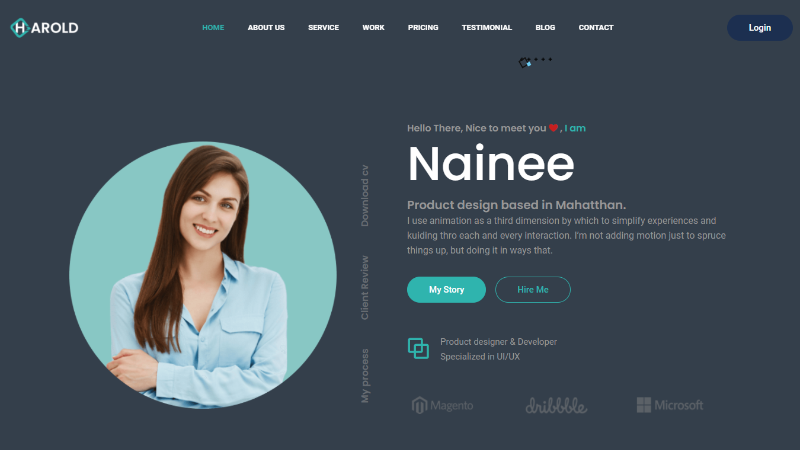 HAROLD
HOME ABOUT US SERVICE WORK PRICING TESTIMONIAL BLOG CONTACT
Login
Hello There, Nice to meet you , I am
Nainee
Product design based in Mahatthan.
I use animation as a third dimension by which to simplify experiences and
kuiding thro each and every interaction. I'm not adding motion just to spruce
things up, but doing it in ways that.
My Story Hire Me
Download cv
Client Review
My process
Product designer & Developer
Specialized in UI/UX
Magento dribbble Microsoft